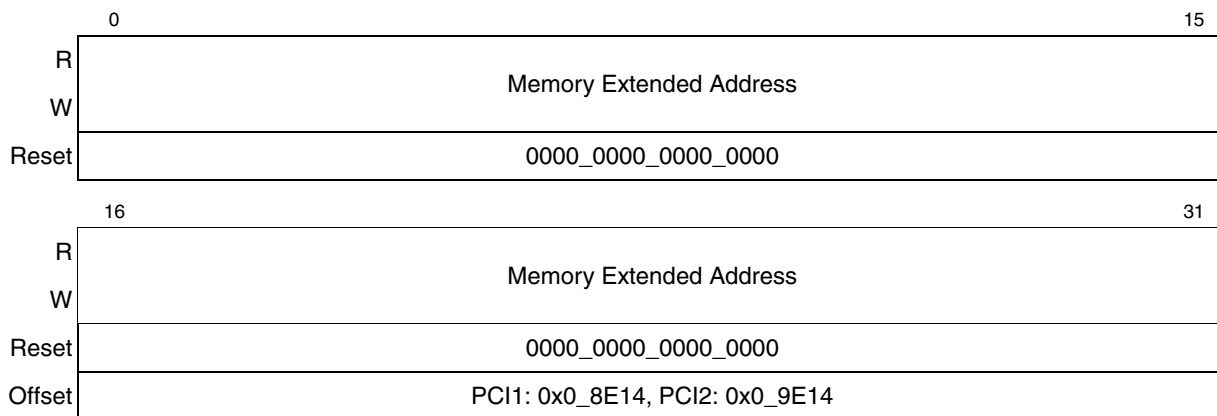 0 15
R
Memory Extended Address
W
Reset 0000_0000_0000_0000
16 31
R
Memory Extended Address
W
Reset 0000_0000_0000_0000
Offset PCI1: 0x0_8E14, PCI2: 0x0_9E14